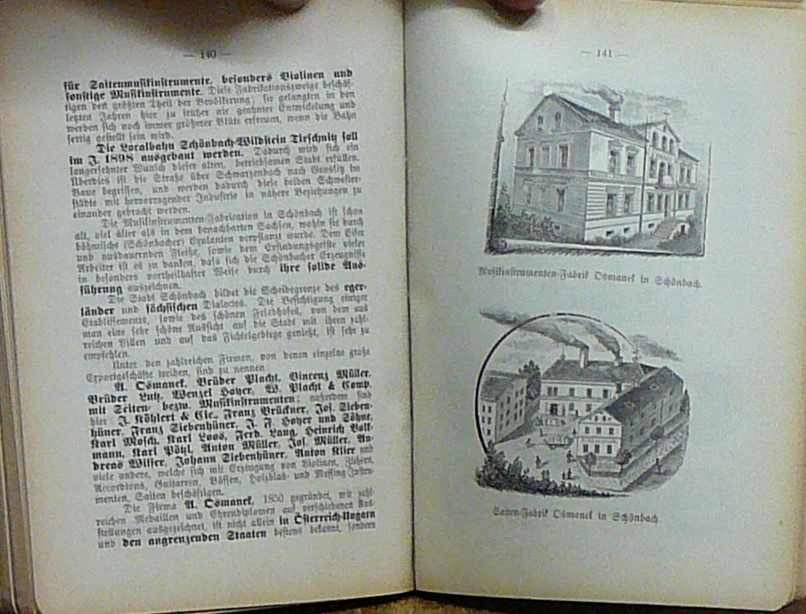 — 140 —
für Saitenmusikinstrumente, besonders Violinen und
sonstige Musikinstrumente. Diese Fabrikationszweige beschäf-
tigen den größten Theil der Bevölkerung; sie gelangten in den
letzten Jahren hier zu früher nie geahnter Entwickelung und
werden sich noch immer größerer Blüte erfreuen, wenn die Bahn
fertig gestellt sein wird.
Die Localbahn Schönbach-Wildstein Tirschnitz soll
im J. 1898 ausgebaut werden. Dadurch wird sich ein
langersehnter Wunsch dieser alten, betriebsamen Stadt erfüllen.
Überdies ist die Straße über Schwarzenbach nach Graslitz im
Baue begriffen, und werden dadurch diese beiden Schwester-
städte mit hervorragender Industrie in nähere Beziehungen zu
einander gebracht werden.
Die Musikinstrumenten-Fabrication in Schönbach ist schon
alt, viel älter als in dem benachbarten Sachsen, wohin sie durch
böhmische (Schönbacher) Exulanten verpflanzt wurde. Dem Eifer
und ausdauernden Fleiße, sowie dem Erfindungsgeiste vieler
Arbeiter ist es zu danken, daß sich die Schönbacher Erzeugnisse
in besonders vortheilhafter Weise durch ihre solide Aus-
führung auszeichnen.
Die Stadt Schönbach bildet die Scheidegrenze des eger-
länder und sächsischen Dialectes. Die Besichtigung einiger
Etablissements, sowie des schönen Friedhofes, von dem aus
man eine sehr schöne Aussicht auf die Stadt mit ihren zahl-
reichen Villen und auf das Fichtelgebirge genießt, ist sehr zu
empfehlen.
Unter den zahlreichen Firmen, von denen einzelne große
Exportgeschäfte treiben, sind zu nennen:
A. Osmanek, Brüder Placht, Vincenz Müller,
Brüder Lutz, Wenzel Hoyer, W. Placht & Comp.
mit Seiten- bezw. Musikinstrumenten; außerdem sind
hier J. Köhlert & Cie., Franz Brückner, Jos. Sieben-
hüner, Franz Siebenhüner, J. F. Hoyer und Söhne,
Karl Mosch, Karl Loos, Ferd. Lang, Heinrich Volk-
mann, Karl Pötzl, Anton Müller, Jos. Müller, An-
dreas Wilfer, Johann Siebenhüner, Anton Klier und
viele andere, welche sich mit Erzeugung von Violinen, Zithern,
Accordions, Guitarren, Bässen, Holzblas- und Messing-Instru-
menten, Saiten beschäftigen.
Die Firma A. Osmanek, 1850 gegründet, mit zahl-
reichen Medaillen und Ehrendiplomen auf verschiedenen Aus-
stellungen ausgezeichnet, ist nicht allein in Österreich-Ungarn
und den angrenzenden Staaten bestens bekannt, sondern
— 141 —
Musikinstrumenten-Fabrik Osmanek in Schönbach.
Saiten-Fabrik Osmanek in Schönbach